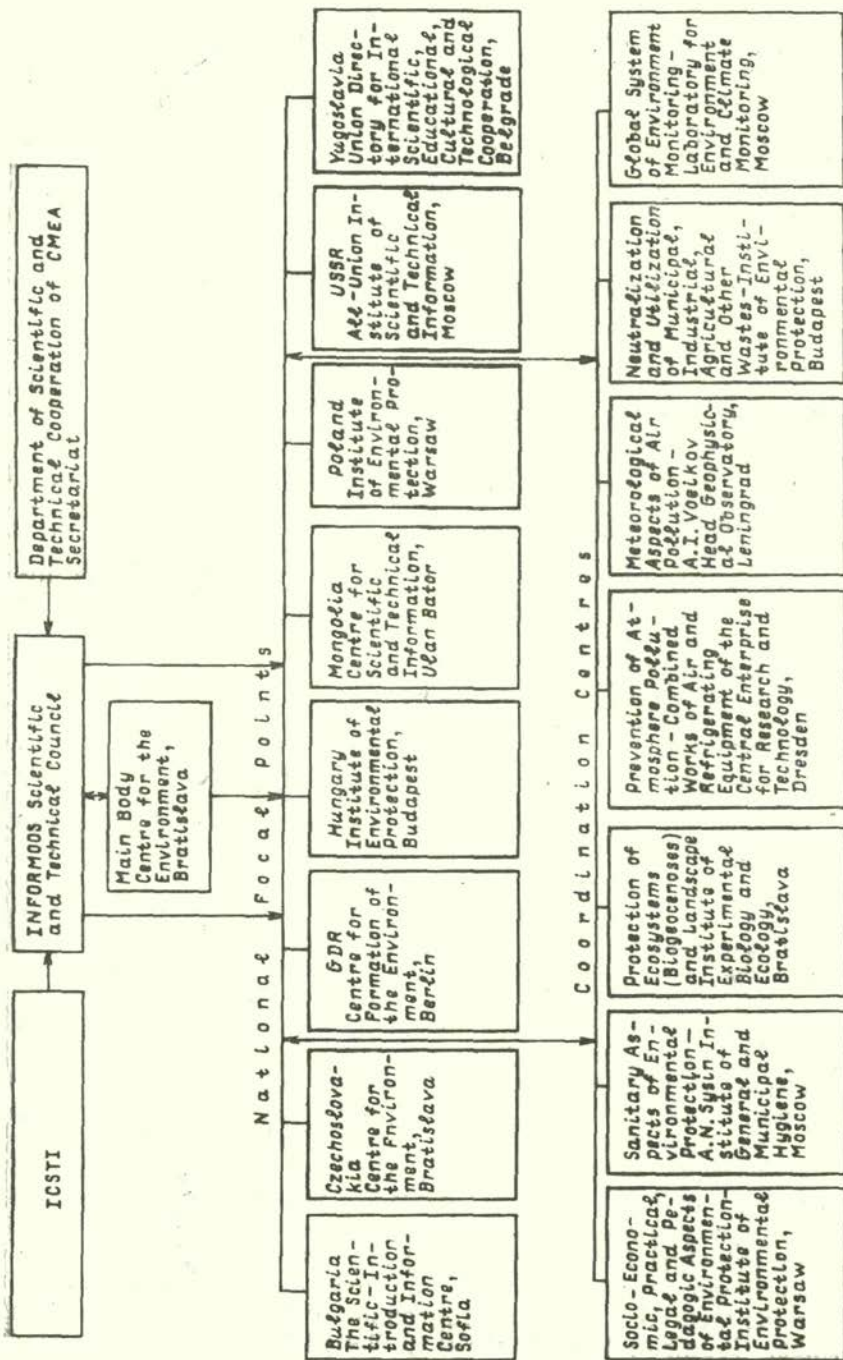 ICSTI
INFORMOOS Scientific
and Technical Council
Department of Scientific and
Technical Cooperation of CMEA
Secretariat
Main Body
Centre for the
Environment,
Bratislava
National Focal Points
Bulgaria
The Scien-
tific-In-
troduction
and Infor-
mation
Centre,
Sofia
Czechoslova-
kia
Centre for
the Environ-
ment,
Bratislava
GDR
Centre for
Formation of
the Environ-
ment,
Berlin
Hungary
Institute of
Environmental
Protection,
Budapest
Mongolia
Centre for
Scientific
and Technical
Information,
Ulan Bator
Poland
Institute
of Environ-
mental Pro-
tection,
Warsaw
USSR
All-Union In-
stitute of
Scientific
and Technical
Information,
Moscow
Yugoslavia
Union Direc-
tory for In-
ternational
Scientific,
Educational,
Cultural and
Technological
Cooperation,
Belgrade
Coordination Centres
Socio-Econo-
mic, Practical,
Legal and Pe-
dagogic Aspects
of Environmen-
tal Protection-
Institute of
Environmental
Protection,
Warsaw
Sanitary As-
pects of En-
vironmental
Protection—
A.N. Sysin In-
stitute of
General and
Municipal
Hygiene,
Moscow
Protection of
Ecosystems
(Biogeocenoses)
and Landscape
Institute of
Experimental
Biology and
Ecology,
Bratislava
Prevention of At-
mosphere Pollu-
tion-Combined
Works of Air and
Refrigerating
Equipment of the
Central Enterprise
for Research and
Technology,
Dresden
Meteorological
Aspects of Air
Pollution-
A.I. Voeikov
Head Geophysic-
al Observatory,
Leningrad
Neutralization
and Utilization
of Municipal,
Industrial,
Agricultural
and Other
Wastes-Insti-
tute of Envi-
ronmental
Protection,
Budapest
Global System
of Environment
Monitoring-
Laboratory for
Environment
and Climate
Monitoring,
Moscow